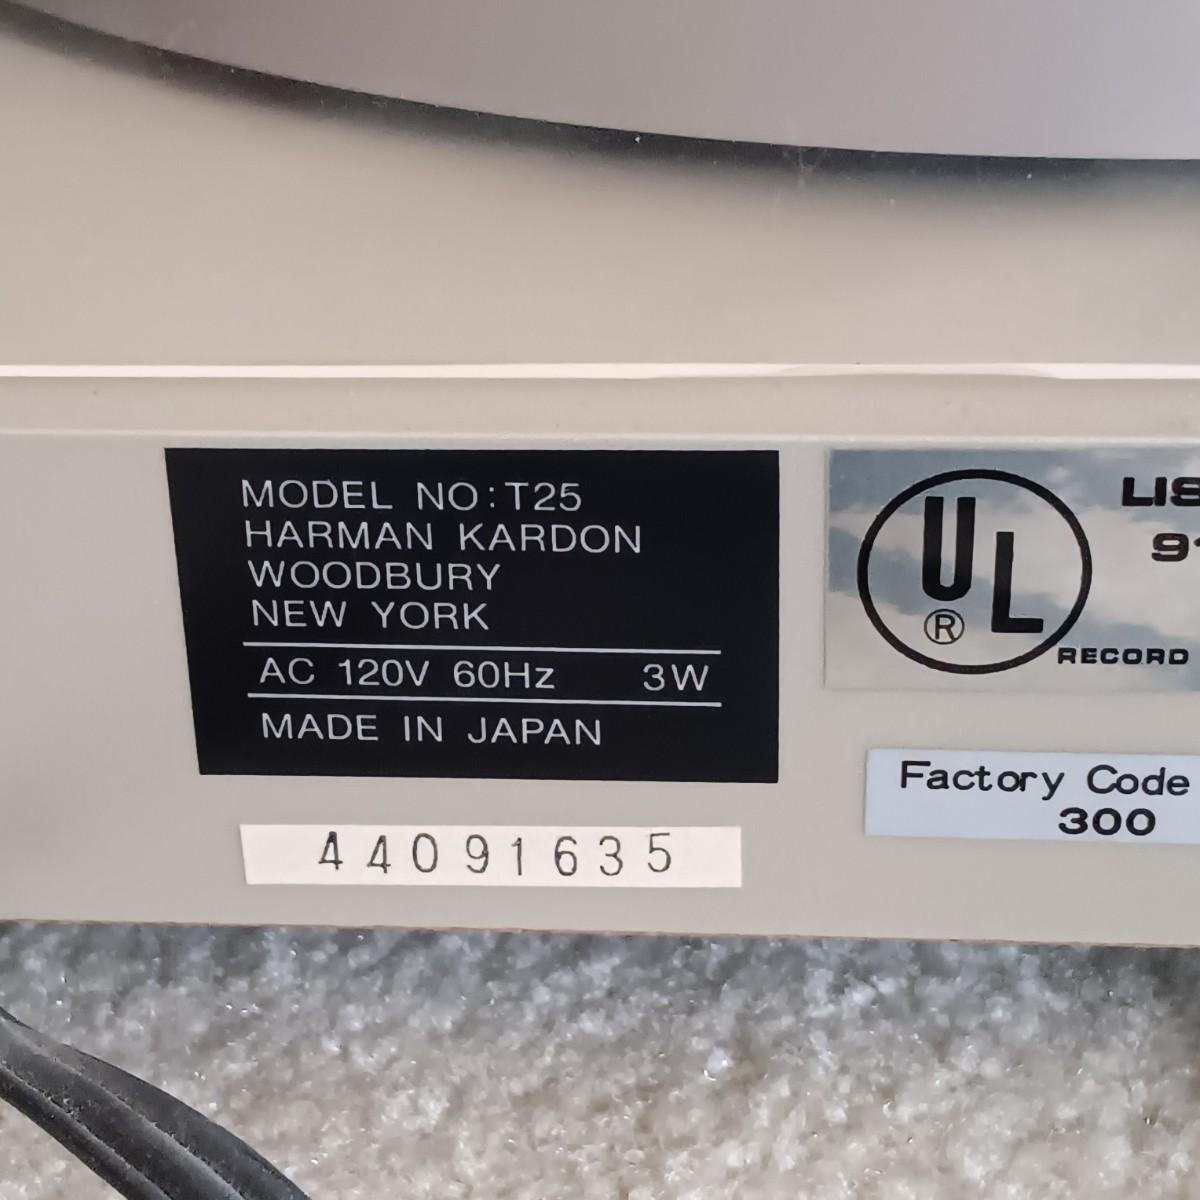 MODEL NO:T25
HARMAN KARDON
WOODBURY
NEW YORK
AC 120V 60Hz 3W
MADE IN JAPAN
44091635
UL
®
RECORD
Factory Code
300